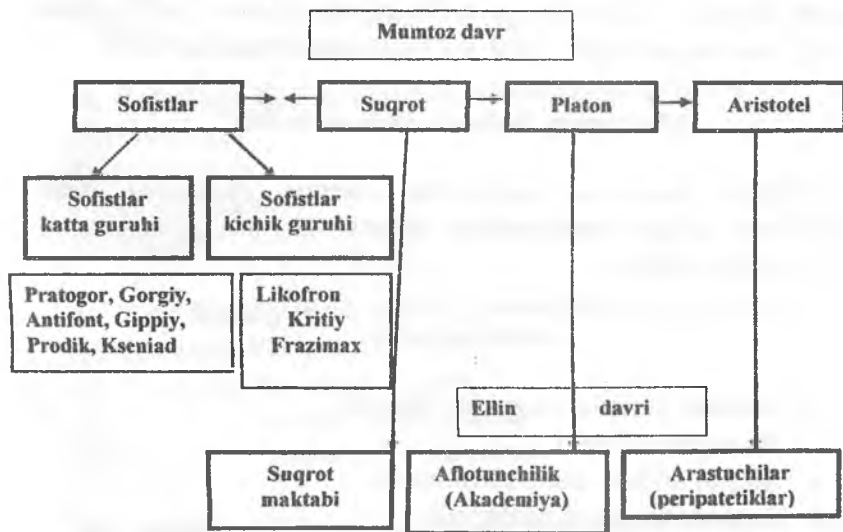 Mumtoz davr
Sofistlar
Suqrot
Platon
Aristotel
Sofistlar
katta guruhi
Sofistlar
kichik guruhi
Pratogor, Gorgiy,
Antifont, Gippiy,
Prodik, Kseniad
Likofron
Kritiy
Frazimax
Ellin davri
Suqrot
maktabi
Aflotunchilik
(Akademiya)
Arastuchilar
(peripatetiklar)